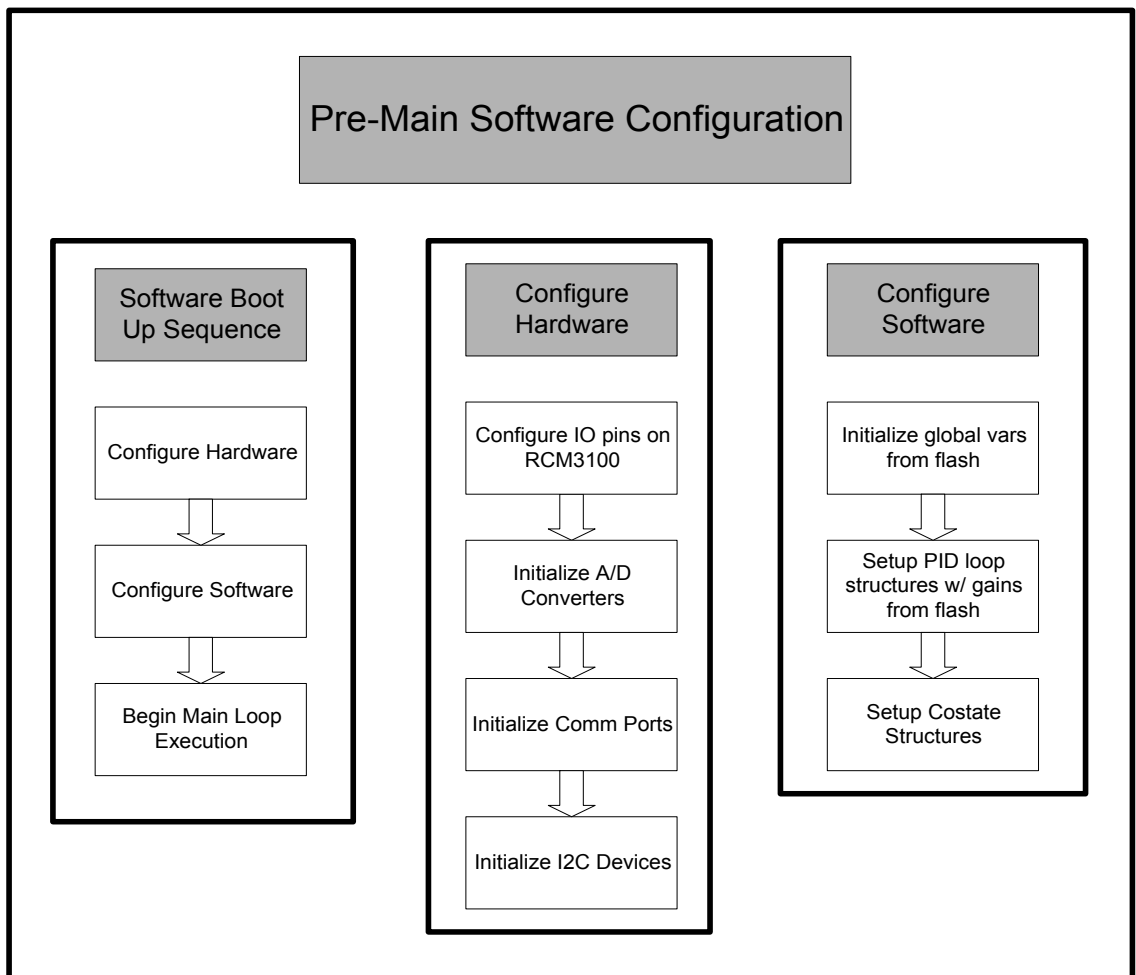 Pre-Main Software Configuration
Software Boot
Up Sequence
Configure Hardware
Configure Software
Begin Main Loop
Execution
Configure
Hardware
Configure IO pins on
RCM3100
Initialize A/D
Converters
Initialize Comm Ports
Initialize I2C Devices
Configure
Software
Initialize global vars
from flash
Setup PID loop
structures w/ gains
from flash
Setup Costate
Structures